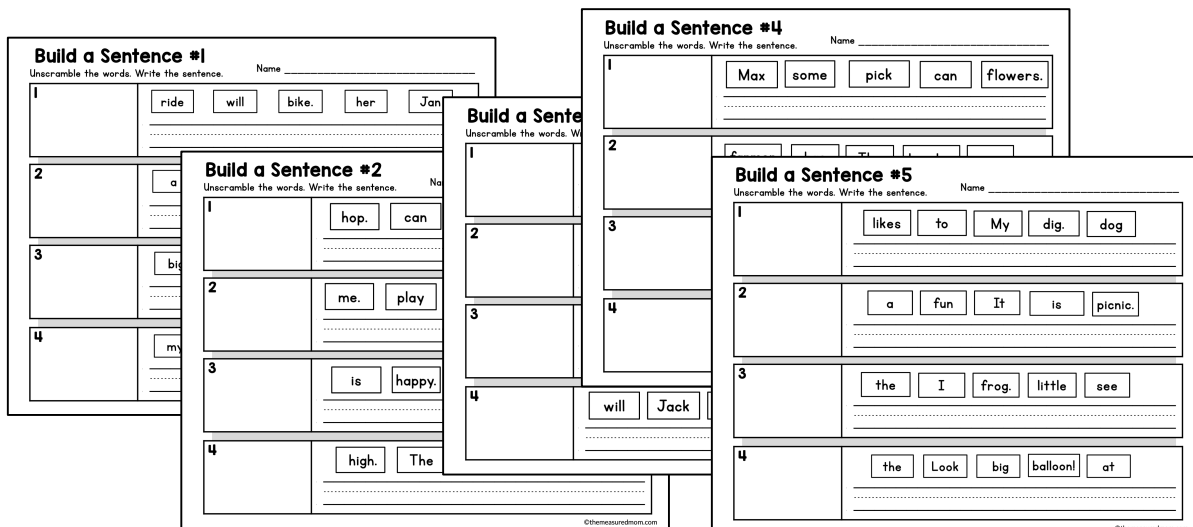 Build a Sentence #1
Unscramble the words. Write the sentence.
Name
1
ride will bike. her
2
a
3
4
my
Build a Sentence #2
Unscramble the words. Write the sentence.
1
hop. can
2
me. play
3
is happy.
4
high. The
©themeasuredmom.com
Build a
Unscramble the words.
1
2
3
4
will Jack
Build a Sentence #4
Unscramble the words. Write the sentence.
Name
1
Max some pick can flowers.
2
3
4
Build a Sentence #5
Unscramble the words. Write the sentence.
Name
1
likes to My dig. dog
2
a fun It is picnic.
3
the I frog. little see
4
the Look big balloon! at